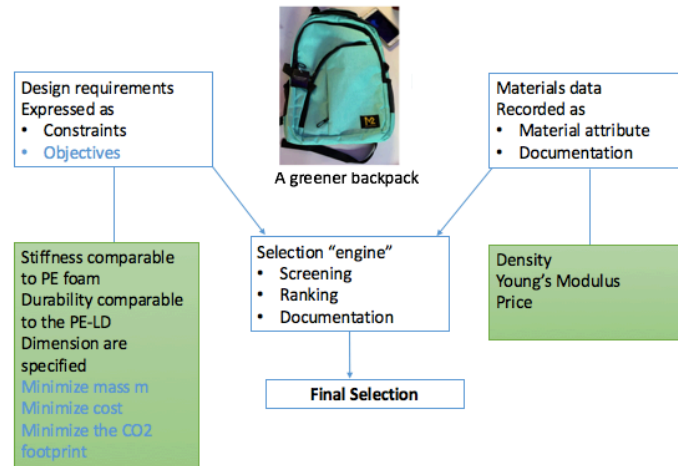 A greener backpack
Design requirements
Expressed as
• Constraints
• Objectives
Materials data
Recorded as
• Material attribute
• Documentation
Stiffness comparable
to PE foam
Durability comparable
to the PE-LD
Dimension are
specified
Minimize mass m
Minimize cost
Minimize the CO2
footprint
Selection “engine”
• Screening
• Ranking
• Documentation
Density
Young’s Modulus
Price
Final Selection